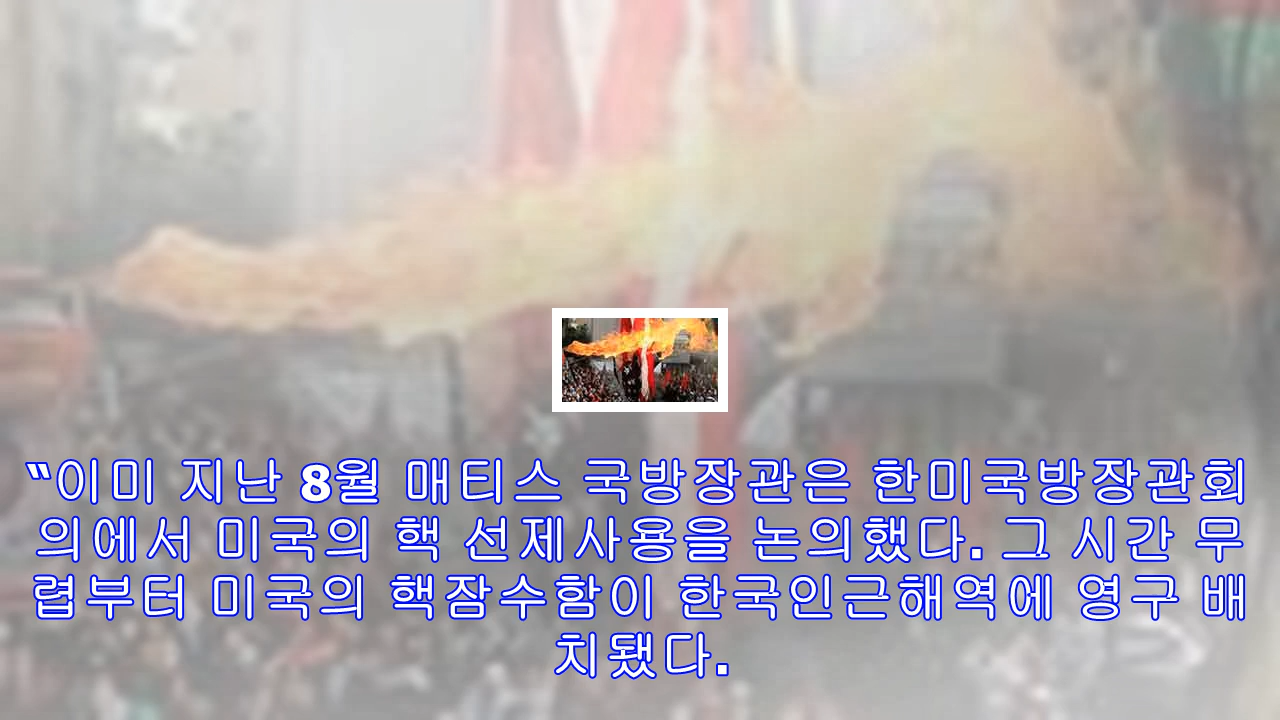 “이미 지난 8월 매티스 국방장관은 한미국방장관회
의에서 미국의 핵 선제사용을 논의했다. 그 시간 무
렵부터 미국의 핵잠수함이 한국인근해역에 영구 배
치됐다.